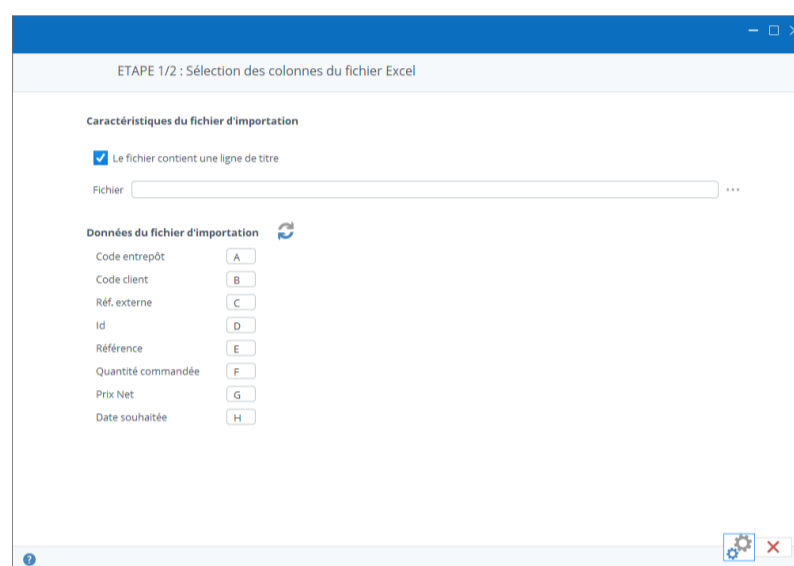 ETAPE 1/2 : Sélection des colonnes du fichier Excel
Caractéristiques du fichier d'importation
Le fichier contient une ligne de titre
Fichier ...
Données du fichier d'importation
Code entrepôt A
Code client B
Réf. externe C
Id D
Référence E
Quantité commandée F
Prix Net G
Date souhaitée H
?